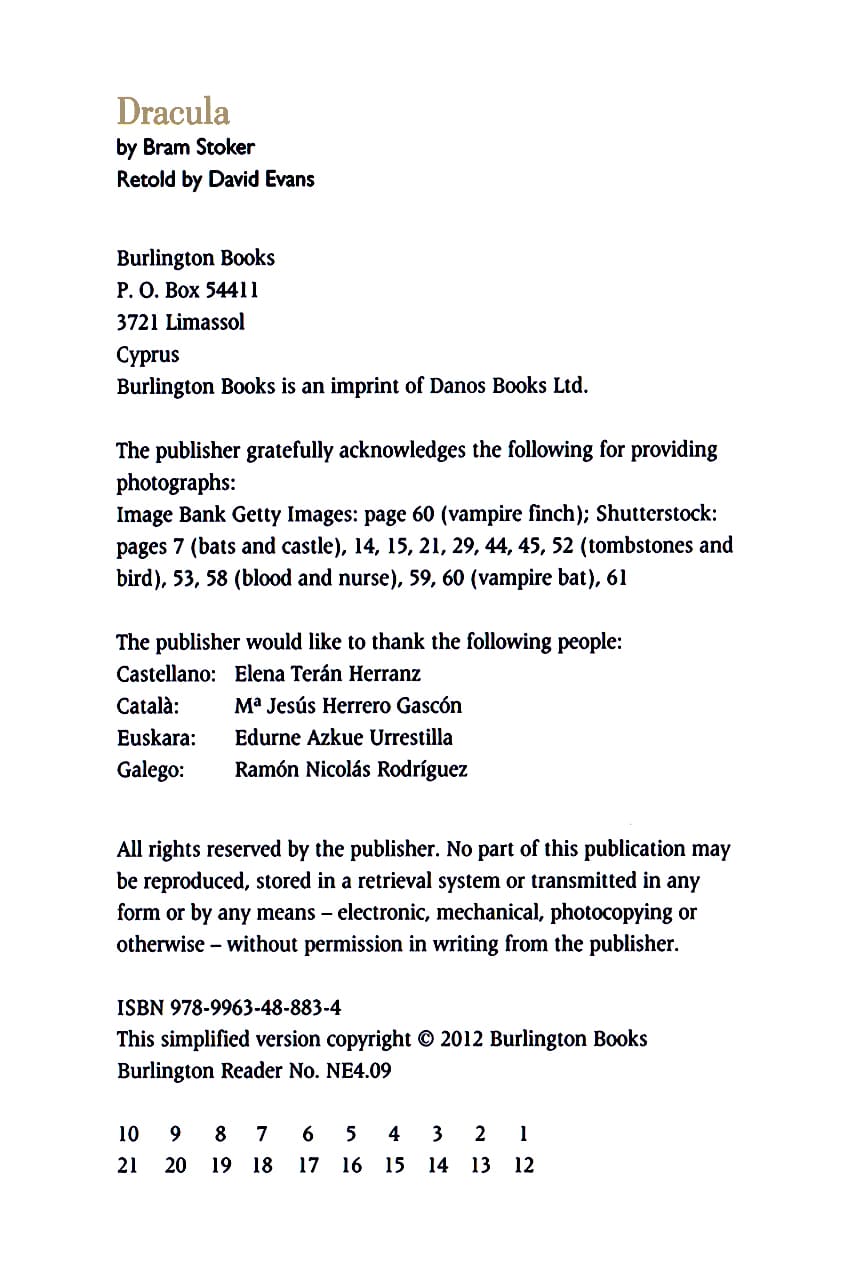 Dracula
by Bram Stoker
Retold by David Evans
Burlington Books
P. O. Box 54411
3721 Limassol
Cyprus
Burlington Books is an imprint of Danos Books Ltd.
The publisher gratefully acknowledges the following for providing
photographs:
Image Bank Getty Images: page 60 (vampire finch); Shutterstock:
pages 7 (bats and castle), 14, 15, 21, 29, 44, 45, 52 (tombstones and
bird), 53, 58 (blood and nurse), 59, 60 (vampire bat), 61
The publisher would like to thank the following people:
Castellano: Elena Terán Herranz
Català: Mª Jesús Herrero Gascón
Euskara: Edurne Azkue Urrestilla
Galego: Ramón Nicolás Rodríguez
All rights reserved by the publisher. No part of this publication may
be reproduced, stored in a retrieval system or transmitted in any
form or by any means – electronic, mechanical, photocopying or
otherwise – without permission in writing from the publisher.
ISBN 978-9963-48-883-4
This simplified version copyright © 2012 Burlington Books
Burlington Reader No. NE4.09
10 9 8 7 6 5 4 3 2 1
21 20 19 18 17 16 15 14 13 12